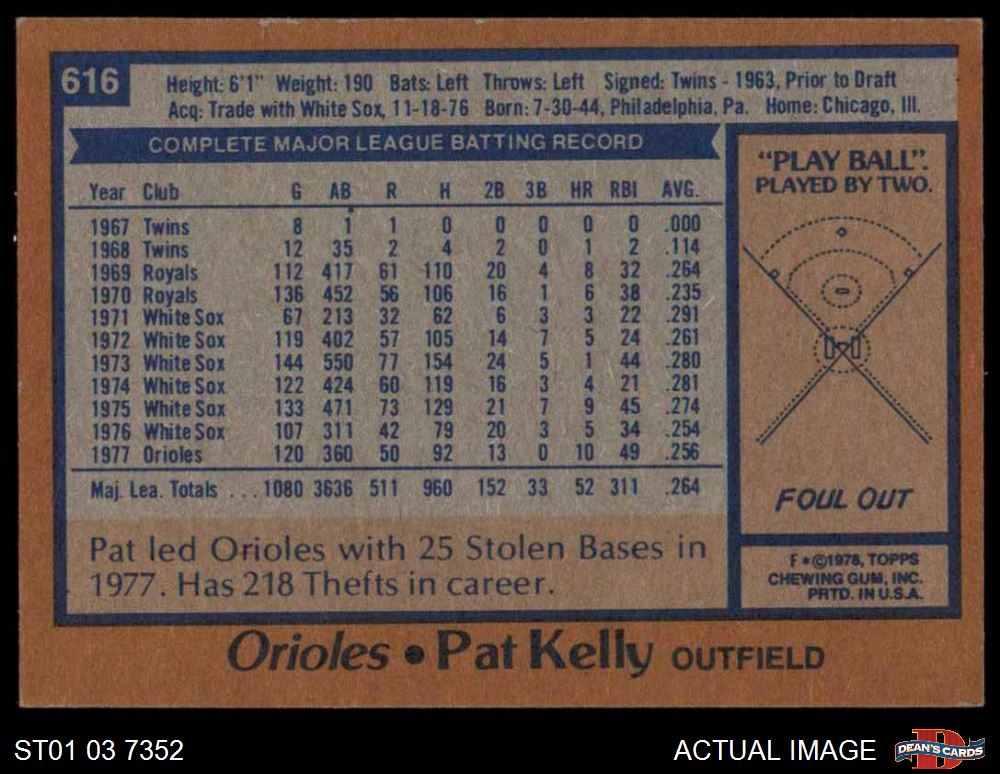 616
Height: 6'1" Weight: 190 Bats: Left Throws: Left Signed: Twins - 1963, Prior to Draft
Acq: Trade with White Sox, 11-18-76 Born: 7-30-44, Philadelphia, Pa. Home: Chicago, Ill.
COMPLETE MAJOR LEAGUE BATTING RECORD
Year Club G AB R H 2B 3B HR RBI AVG.
1967 Twins 8 1 1 0 0 0 0 0 .000
1968 Twins 12 35 2 4 2 0 1 2 .114
1969 Royals 112 417 61 110 20 4 8 32 .264
1970 Royals 136 452 56 106 16 1 6 38 .235
1971 White Sox 67 213 32 62 6 3 3 22 .291
1972 White Sox 119 402 57 105 14 7 5 24 .261
1973 White Sox 144 550 77 154 24 5 1 44 .280
1974 White Sox 122 424 60 119 16 3 4 21 .281
1975 White Sox 133 471 73 129 21 7 9 45 .274
1976 White Sox 107 311 42 79 20 3 5 34 .254
1977 Orioles 120 360 50 92 13 0 10 49 .256
Maj. Lea. Totals ...1080 3636 511 960 152 33 52 311 .264
Pat led Orioles with 25 Stolen Bases in
1977. Has 218 Thefts in career.
"PLAY BALL".
PLAYED BY TWO.
FOUL OUT
F*©1978, TOPPS
CHEWING GUM, INC.
PRTD. IN U.S.A.
Orioles • Pat Kelly OUTFIELD
ST01 03 7352
ACTUAL IMAGE
D
DEAN'S CARDS